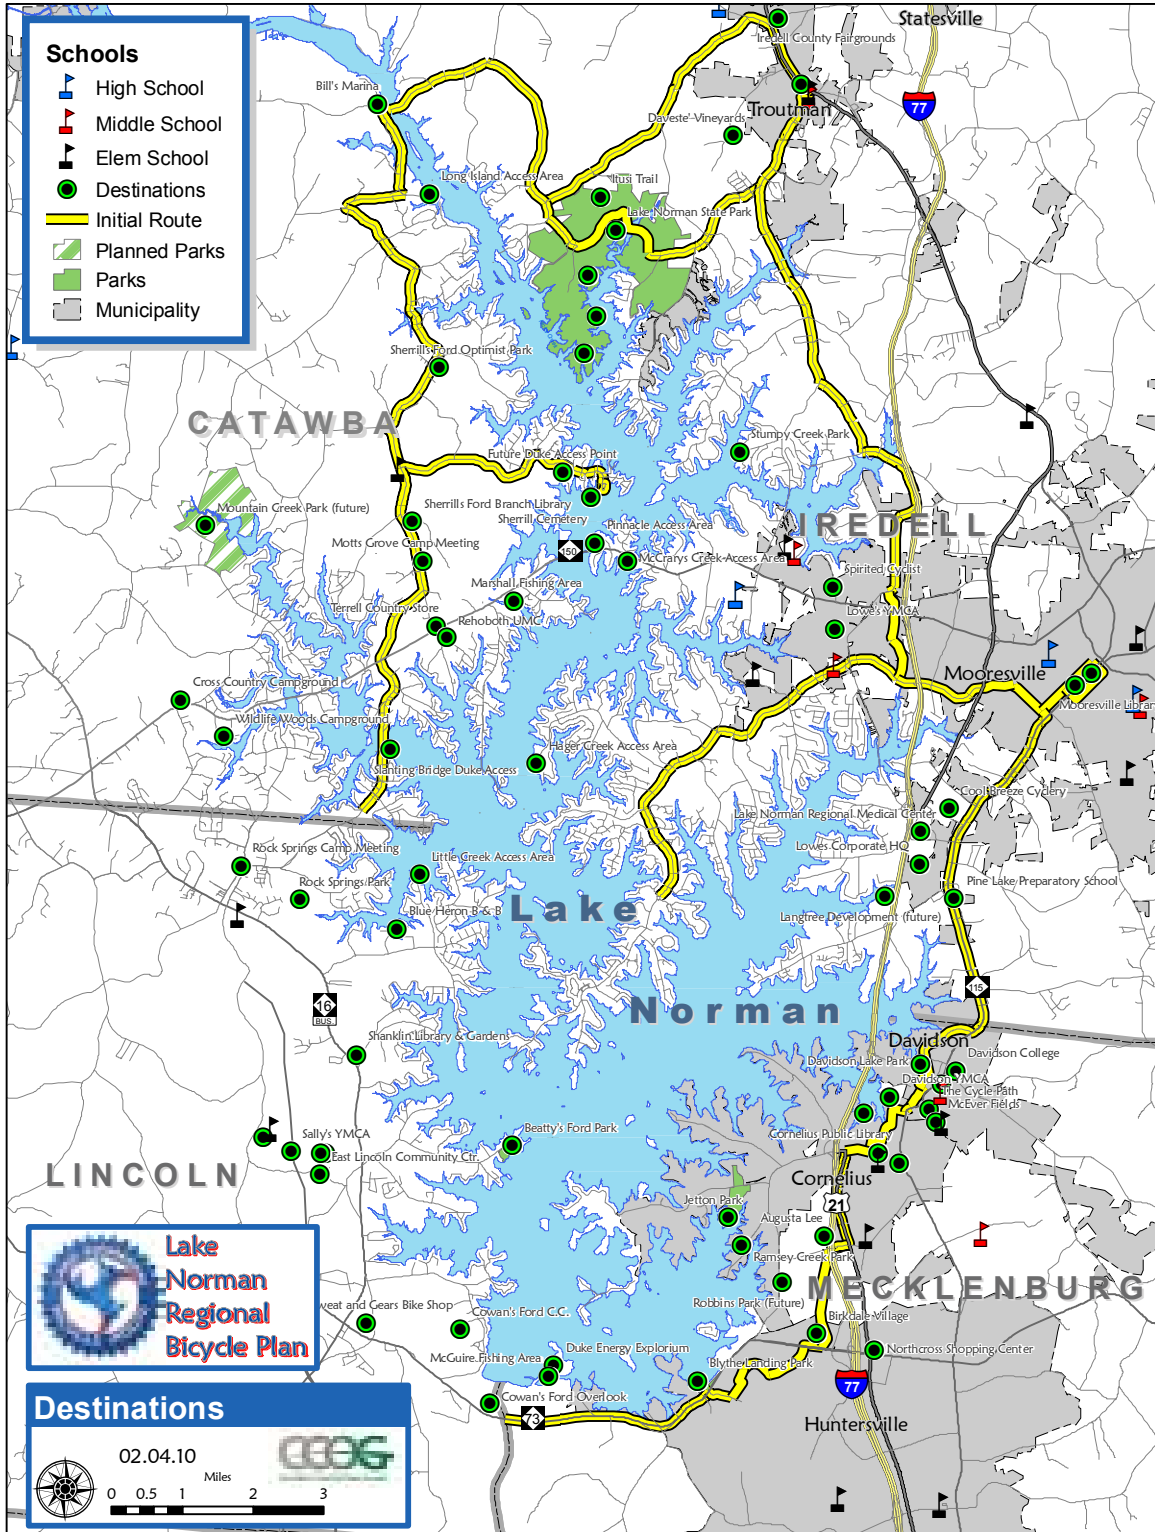 Schools
High School
Middle School
Elem School
Destinations
Initial Route
Planned Parks
Parks
Municipality
Statesville
Iredell County Fairgrounds
77
Bill's Marina
Troutman
Daveste' Vineyards
Long Island Access Area
Itusi Trail
Lake Norman State Park
Sherrill's Ford Optimist Park
CATAWBA
Stumpy Creek Park
Future Duke Access Point
Mountain Creek Park (future)
Sherrills Ford Branch Library
Sherrill Cemetery
Pinnacle Access Area
IREDELL
Motts Grove Camp Meeting
150
McCrarys Creek Access Area
Spirited Cyclist
Marshall Fishing Area
Terrell Country Store
Rehoboth UMC
Lowe's YMCA
Mooresville
Cross Country Campground
Mooresville Librar
Wildlife Woods Campground
Hager Creek Access Area
Slanting Bridge Duke Access
Cool Breeze Cyclery
Lake Norman Regional Medical Center
Rock Springs Camp Meeting
Little Creek Access Area
Lowes Corporate HQ
Rock Springs Park
Pine Lake Preparatory School
Blue Heron B & B
Lake
Langtree Development (future)
115
16
BUS.
Norman
Shanklin Library & Gardens
Davidson
Davidson College
Davidson Lake Park
Davidson YMCA
The Cycle Path
McEver Fields
Beatty's Ford Park
Cornelius Public Library
Sally's YMCA
East Lincoln Community Ctr
LINCOLN
Cornelius
21
Jetton Park
Augusta Lee
Ramsey Creek Park
MECKLENBURG
Robbins Park (Future)
Birkdale Village
Lake
Norman
Regional
Bicycle Plan
weat and Gears Bike Shop
Cowan's Ford C.C.
Duke Energy Explorium
Northcross Shopping Center
McGuire Fishing Area
Blythe Landing Park
77
Cowan's Ford Overlook
73
Huntersville
Destinations
02.04.10
Miles
0 0.5 1 2 3